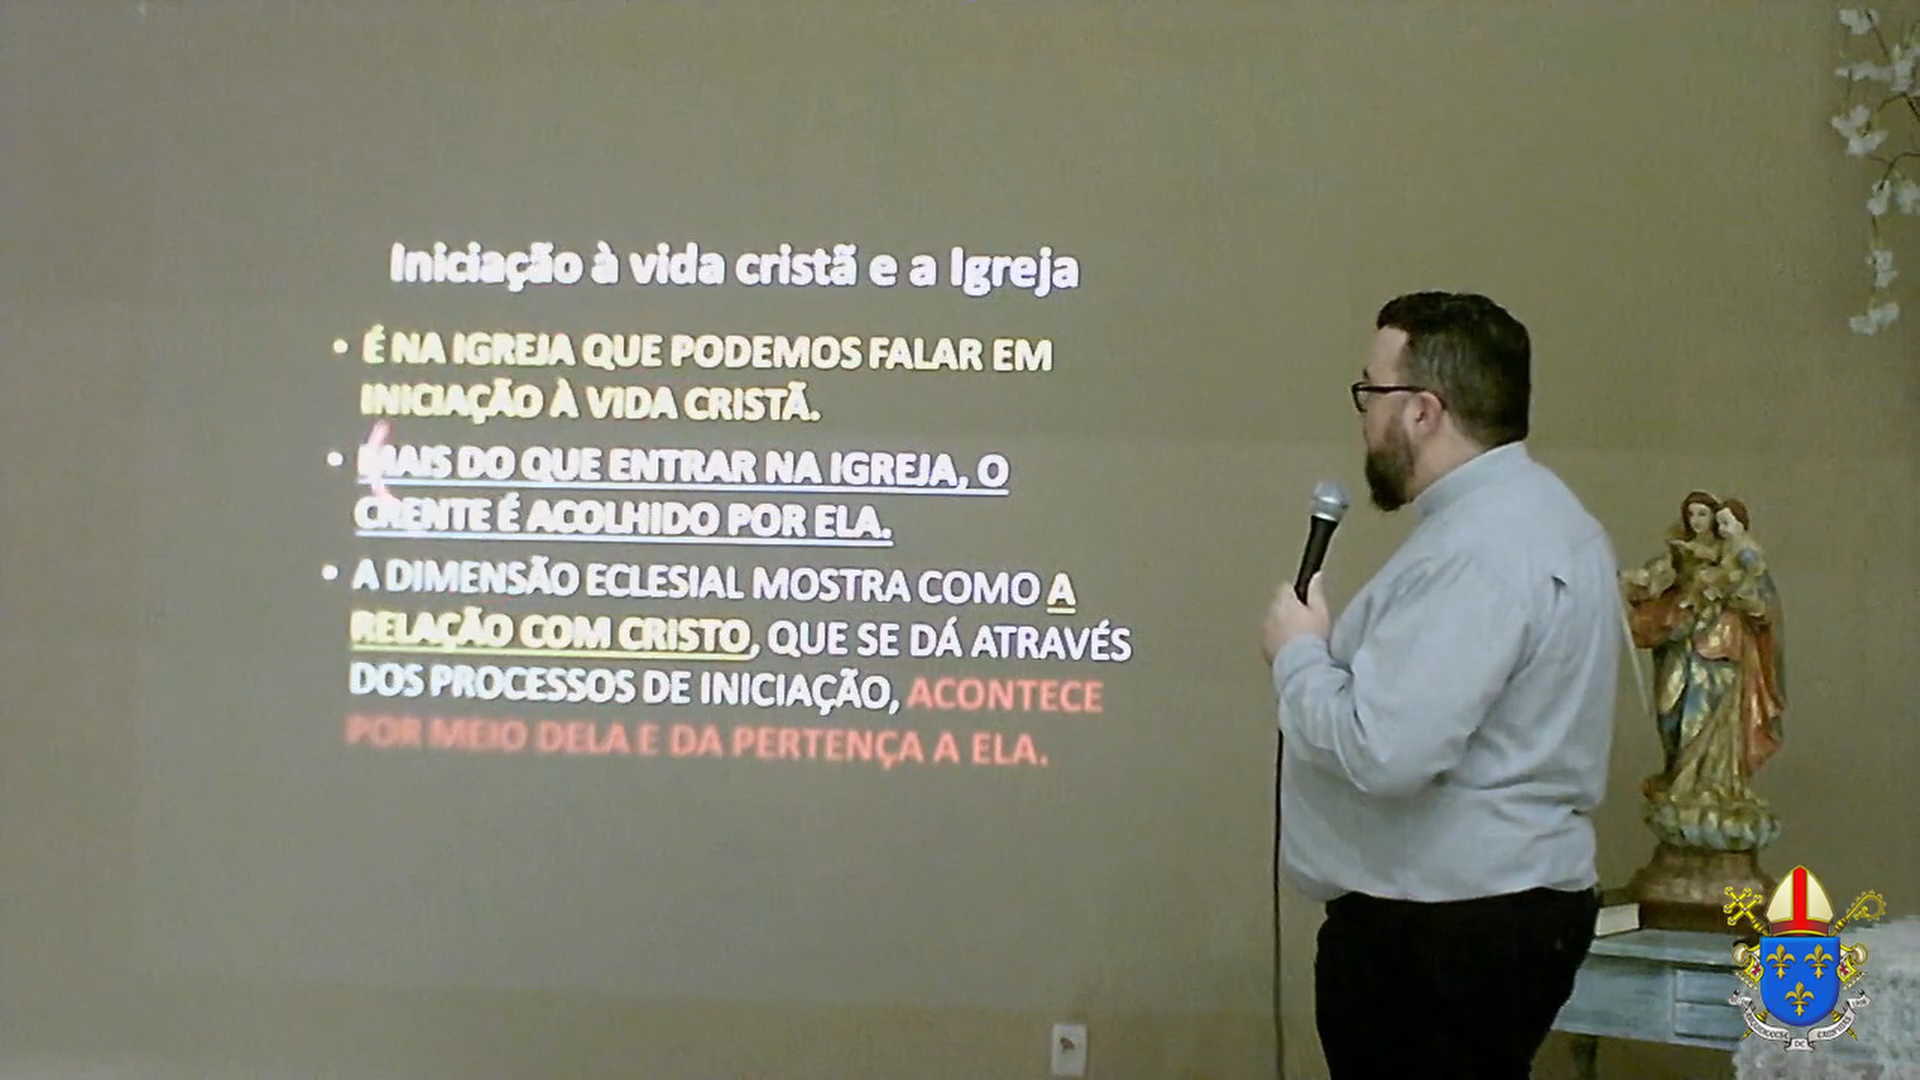 Iniciação à vida cristã e a Igreja
• É NA IGREJA QUE PODEMOS FALAR EM
INICIAÇÃO À VIDA CRISTÃ.
• MAIS DO QUE ENTRAR NA IGREJA, O
CRENTE É ACOLHIDO POR ELA.
• A DIMENSÃO ECLESIAL MOSTRA COMO A
RELAÇÃO COM CRISTO, QUE SE DÁ ATRAVÉS
DOS PROCESSOS DE INICIAÇÃO, ACONTECE
POR MEIO DELA E DA PERTENÇA A ELA.